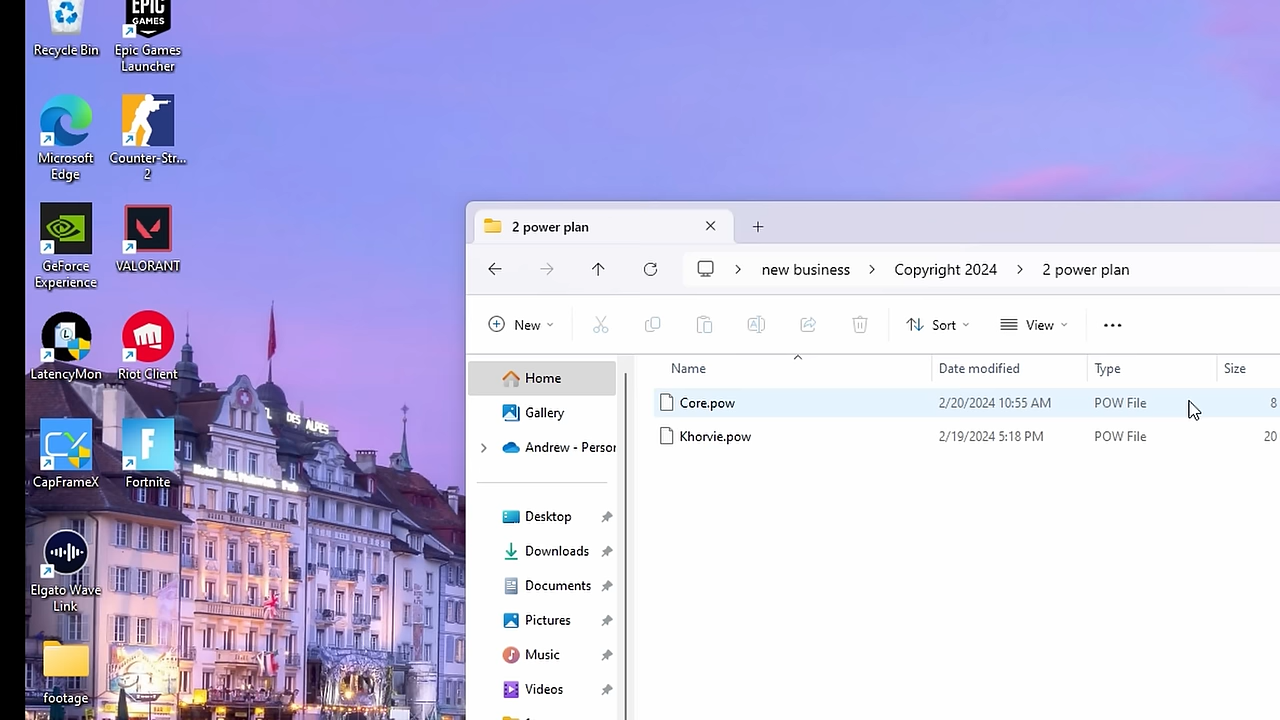 Recycle Bin
EPIC
GAMES
Epic Games
Launcher
Microsoft
Edge
Counter-Str...
2
GeForce
Experience
VALORANT
LatencyMon
Riot Client
CapFrameX
Fortnite
Elgato Wave
Link
footage
DES ALPES
2 power plan
new business
Copyright 2024
2 power plan
New
Sort
View
Name
Date modified
Type
Size
Home
Gallery
Andrew - Person
Desktop
Downloads
Documents
Pictures
Music
Videos
Core.pow
2/20/2024 10:55 AM
POW File
8
Khorvie.pow
2/19/2024 5:18 PM
POW File
20